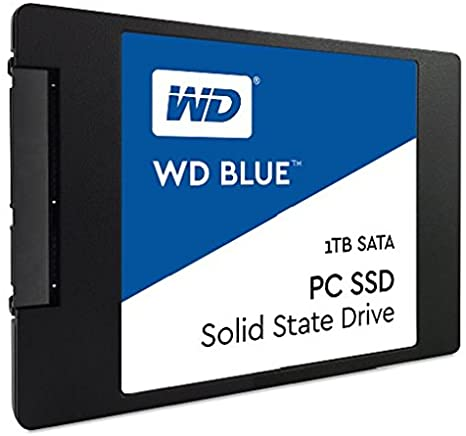 WD®
WD BLUE™
1TB SATA
PC SSD
Solid State Drive